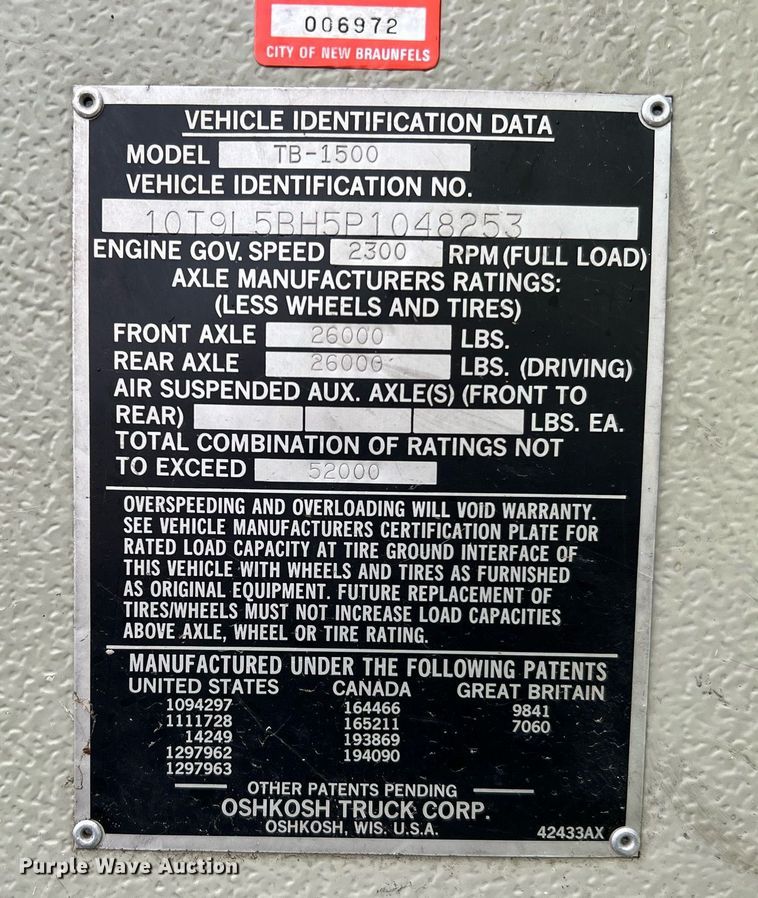 006972
CITY OF NEW BRAUNFELS
VEHICLE IDENTIFICATION DATA
MODEL TB-1500
VEHICLE IDENTIFICATION NO.
10T9L5BH5P1048253
ENGINE GOV. SPEED 2300 RPM (FULL LOAD)
AXLE MANUFACTURERS RATINGS:
(LESS WHEELS AND TIRES)
FRONT AXLE 26000 LBS.
REAR AXLE 26000 LBS. (DRIVING)
AIR SUSPENDED AUX. AXLE(S) (FRONT TO
REAR) LBS. EA.
TOTAL COMBINATION OF RATINGS NOT
TO EXCEED 52000
OVERSPEEDING AND OVERLOADING WILL VOID WARRANTY.
SEE VEHICLE MANUFACTURERS CERTIFICATION PLATE FOR
RATED LOAD CAPACITY AT TIRE GROUND INTERFACE OF
THIS VEHICLE WITH WHEELS AND TIRES AS FURNISHED
AS ORIGINAL EQUIPMENT. FUTURE REPLACEMENT OF
TIRES/WHEELS MUST NOT INCREASE LOAD CAPACITIES
ABOVE AXLE, WHEEL OR TIRE RATING.
MANUFACTURED UNDER THE FOLLOWING PATENTS
UNITED STATES CANADA GREAT BRITAIN
1094297 164466 9841
1111728 165211 7060
14249 193869
1297962 194090
1297963
OTHER PATENTS PENDING
OSHKOSH TRUCK CORP.
OSHKOSH, WIS. U.S.A. 42433AX
Purple Wave Auction